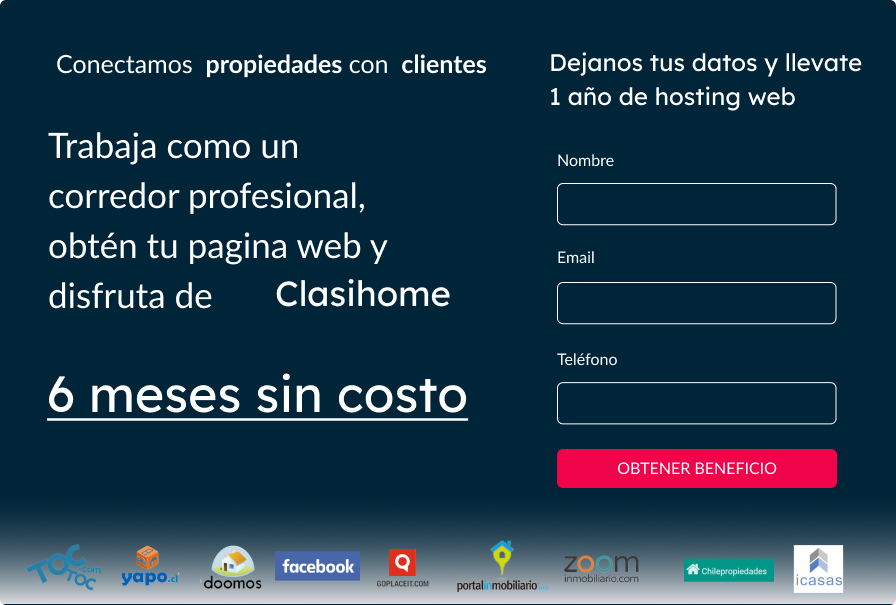 Conectamos propiedades con clientes
Trabaja como un
corredor profesional,
obtén tu pagina web y
disfruta de Clasihome
6 meses sin costo
Dejanos tus datos y llevate
1 año de hosting web
Nombre
Email
Teléfono
OBTENER BENEFICIO
TOC
TOC
.com
yapo.cl
doomos
facebook
GOPLACEIT.COM
portalinmobiliario
zoom
inmobiliario.com
Chilepropiedades
icasas